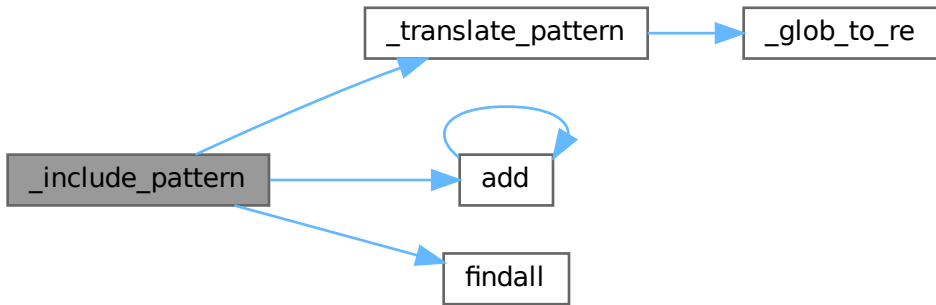 _translate_pattern
_glob_to_re
_include_pattern
add
findall